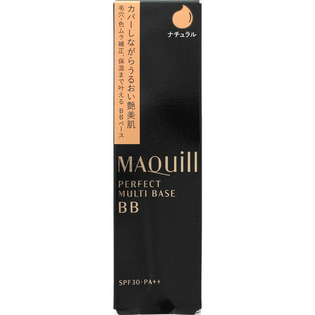 ナチュラル
カバーしながらうるおい艶美肌
毛穴・色ムラ補正、保湿まで叶える BBベース
MAQuill
PERFECT
MULTI BASE
BB
SPF30・PA++